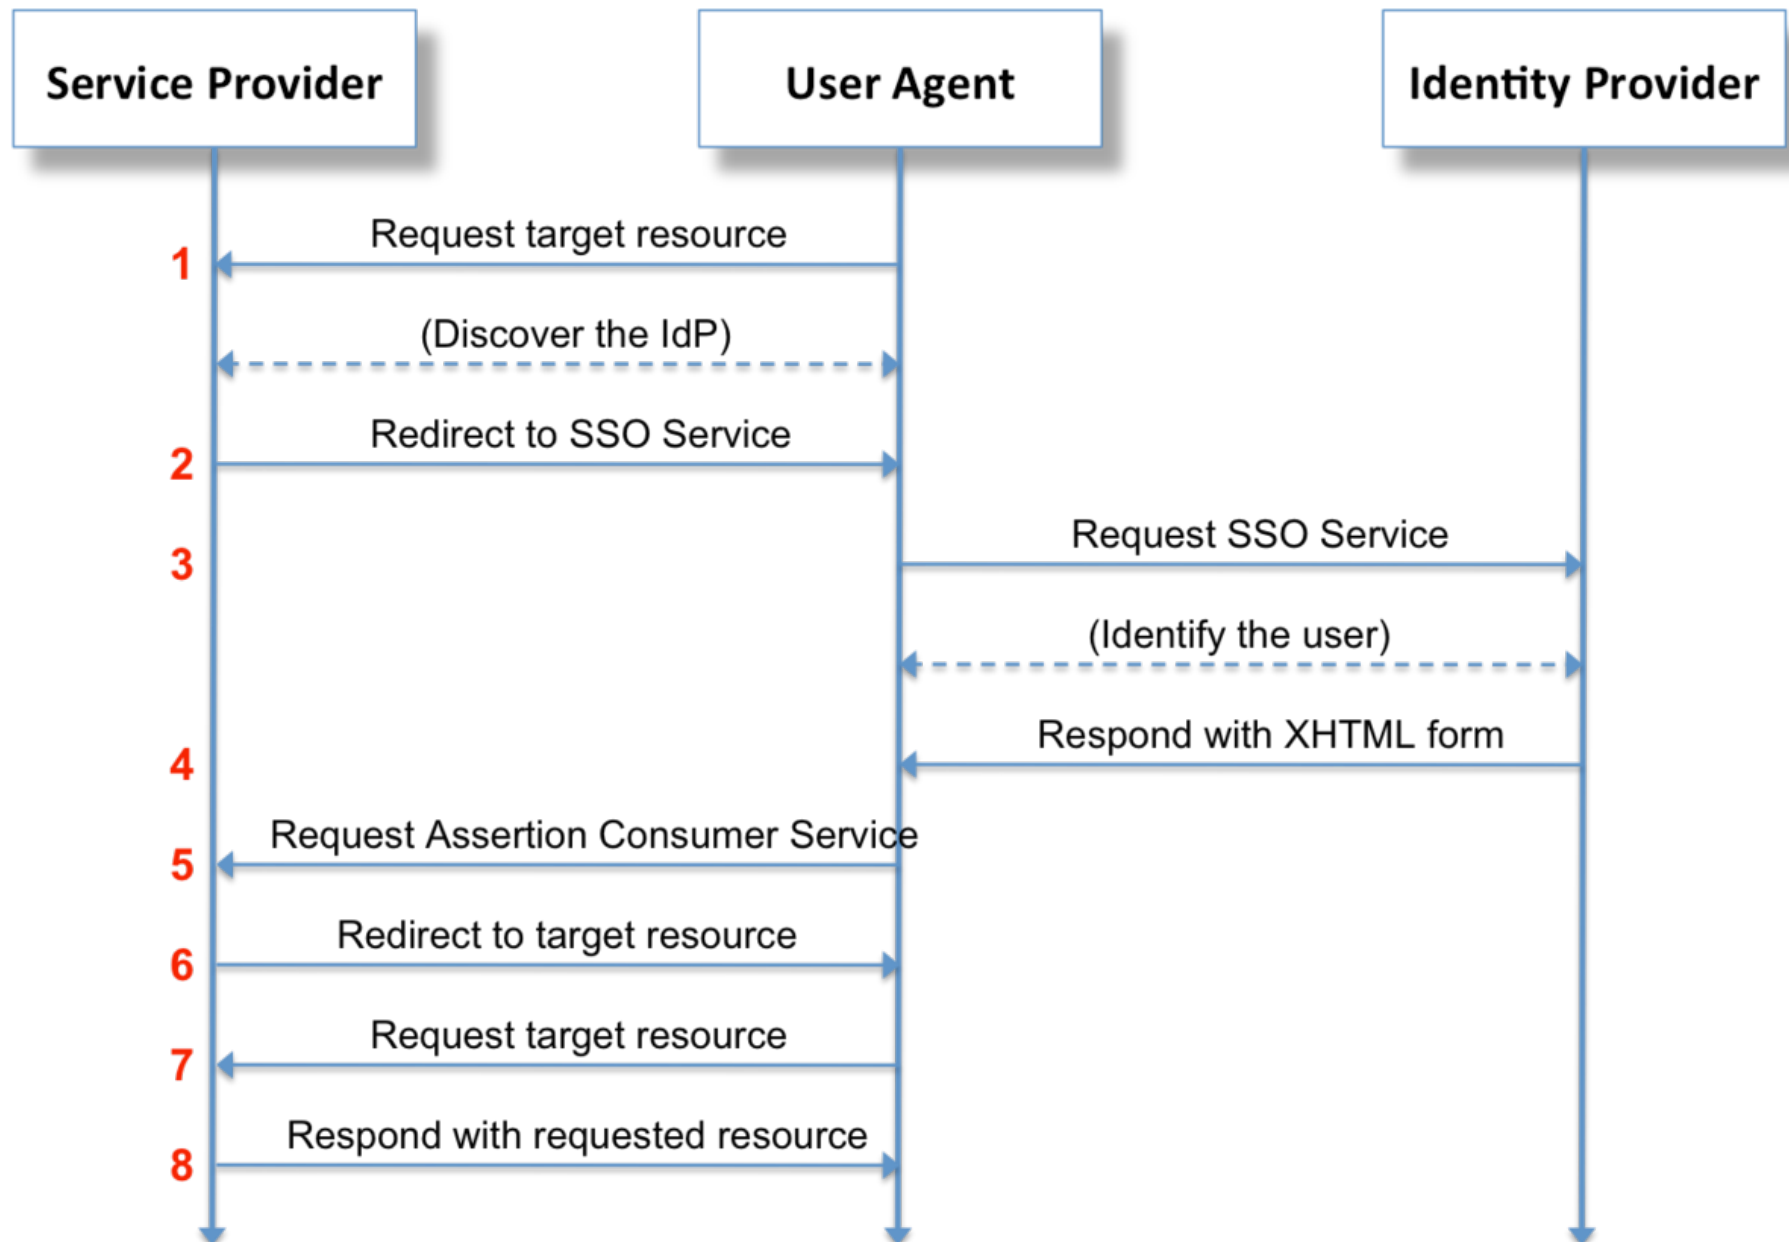 Service Provider
User Agent
Identity Provider
Request target resource
1
(Discover the IdP)
Redirect to SSO Service
2
Request SSO Service
3
(Identify the user)
Respond with XHTML form
4
Request Assertion Consumer Service
5
Redirect to target resource
6
Request target resource
7
Respond with requested resource
8